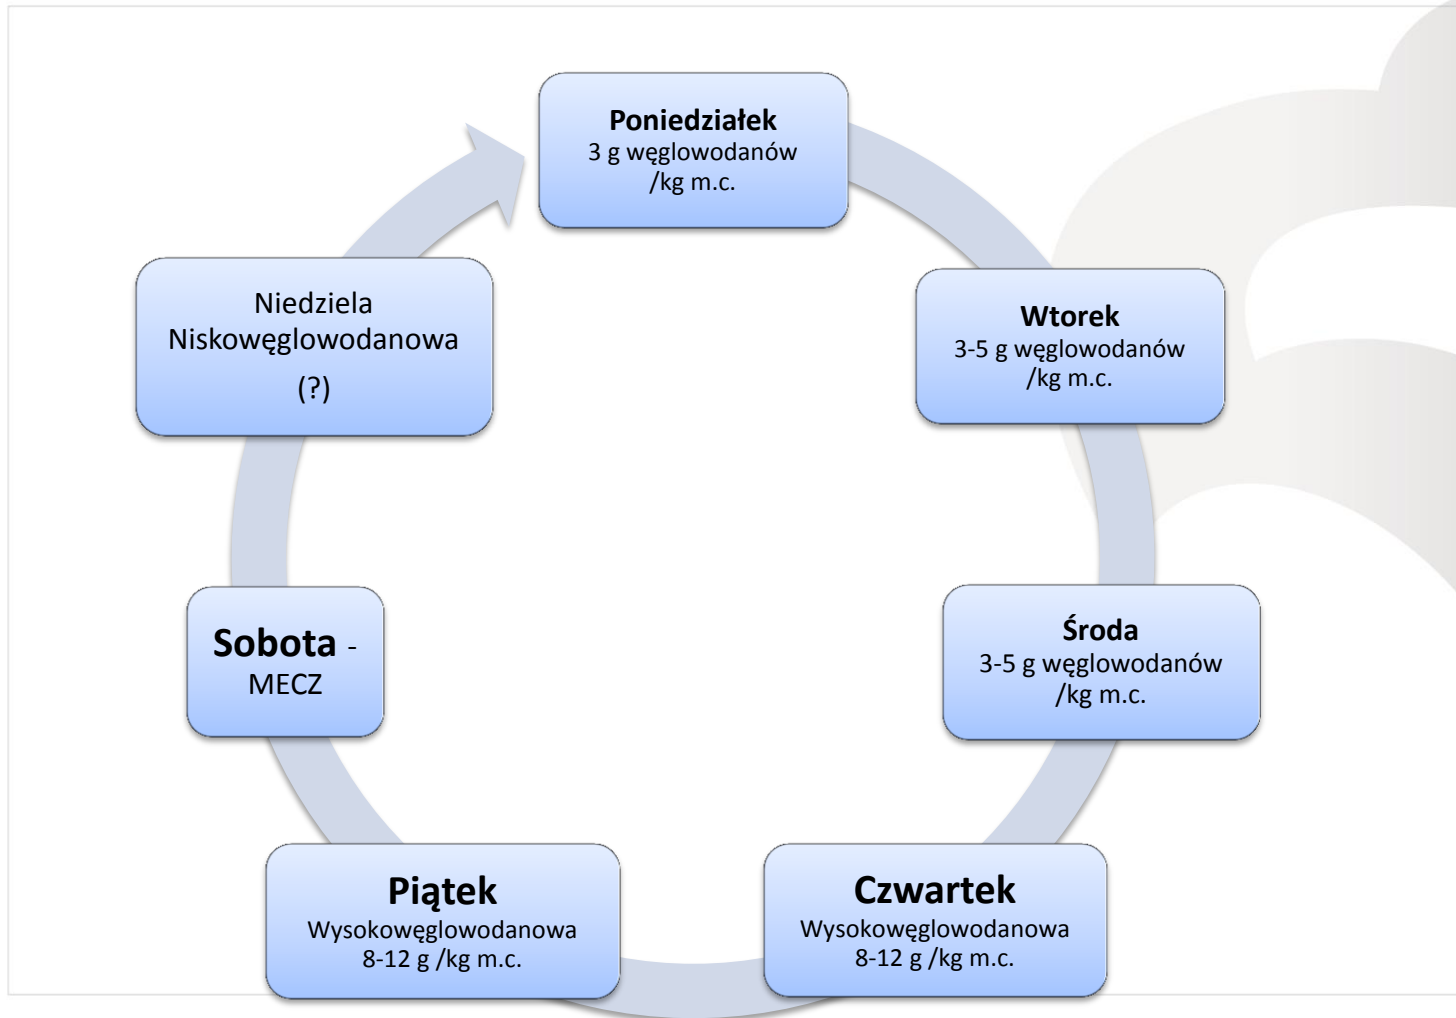 Poniedziałek
3 g węglowodanów
/kg m.c.
Wtorek
3-5 g węglowodanów
/kg m.c.
Środa
3-5 g węglowodanów
/kg m.c.
Czwartek
Wysokowęglowodanowa
8-12 g /kg m.c.
Piątek
Wysokowęglowodanowa
8-12 g /kg m.c.
Sobota -
MECZ
Niedziela
Niskowęglowodanowa
(?)